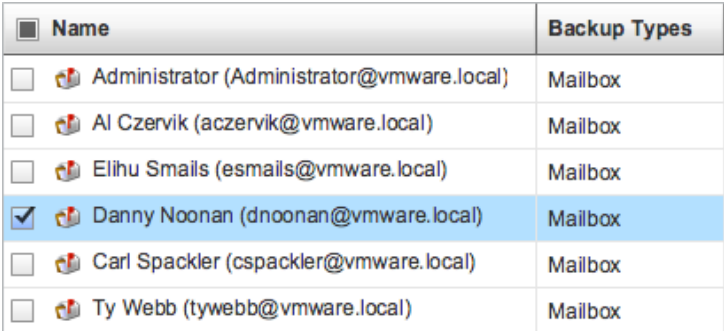 Name Backup Types
Administrator (Administrator@vmware.local) Mailbox
Al Czervik (aczervik@vmware.local) Mailbox
Elihu Smails (esmails@vmware.local) Mailbox
Danny Noonan (dnoonan@vmware.local) Mailbox
Carl Spackler (cspackler@vmware.local) Mailbox
Ty Webb (tywebb@vmware.local) Mailbox